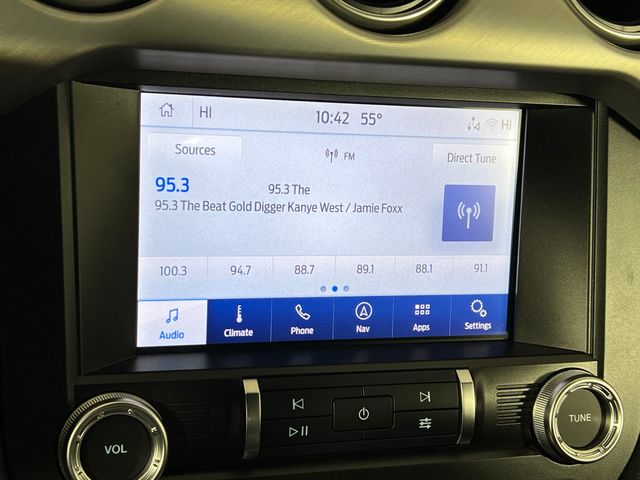 HI 10:42 55° HI
Sources FM Direct Tune
95.3 95.3 The
95.3 The Beat Gold Digger Kanye West / Jamie Foxx
100.3 94.7 88.7 89.1 88.1 91.1
Audio Climate Phone Nav Apps Settings
VOL TUNE